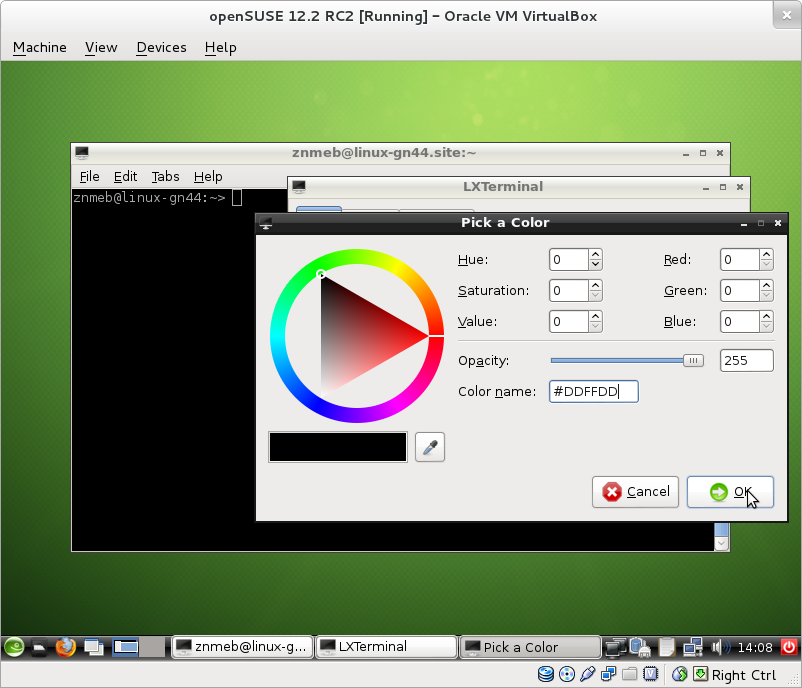 openSUSE 12.2 RC2 [Running] – Oracle VM VirtualBox
Machine View Devices Help
znmeb@linux-gn44.site:~
File Edit Tabs Help
znmeb@linux-gn44:~>
LXTerminal
Pick a Color
Hue: 0 Red: 0
Saturation: 0 Green: 0
Value: 0 Blue: 0
Opacity: 255
Color name: #DDFFDD
Cancel OK
znmeb@linux-g... LXTerminal Pick a Color 14:08
Right Ctrl